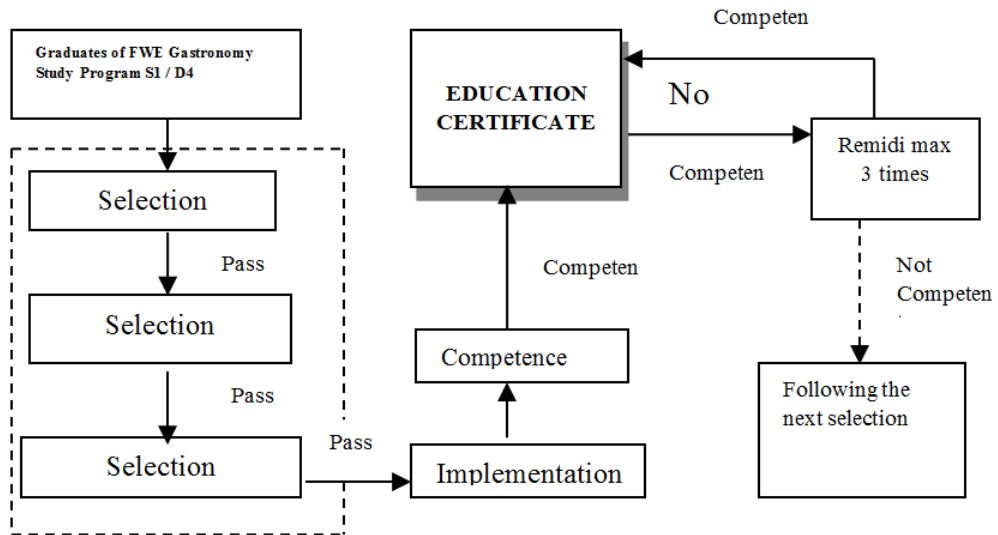 Graduates of FWE Gastronomy
Study Program S1 / D4
Selection
Pass
Selection
Pass
Selection
Pass
Implementation
Competence
Competen
EDUCATION
CERTIFICATE
Competen
No
Competen
Remidi max
3 times
Not
Competen
Following the
next selection